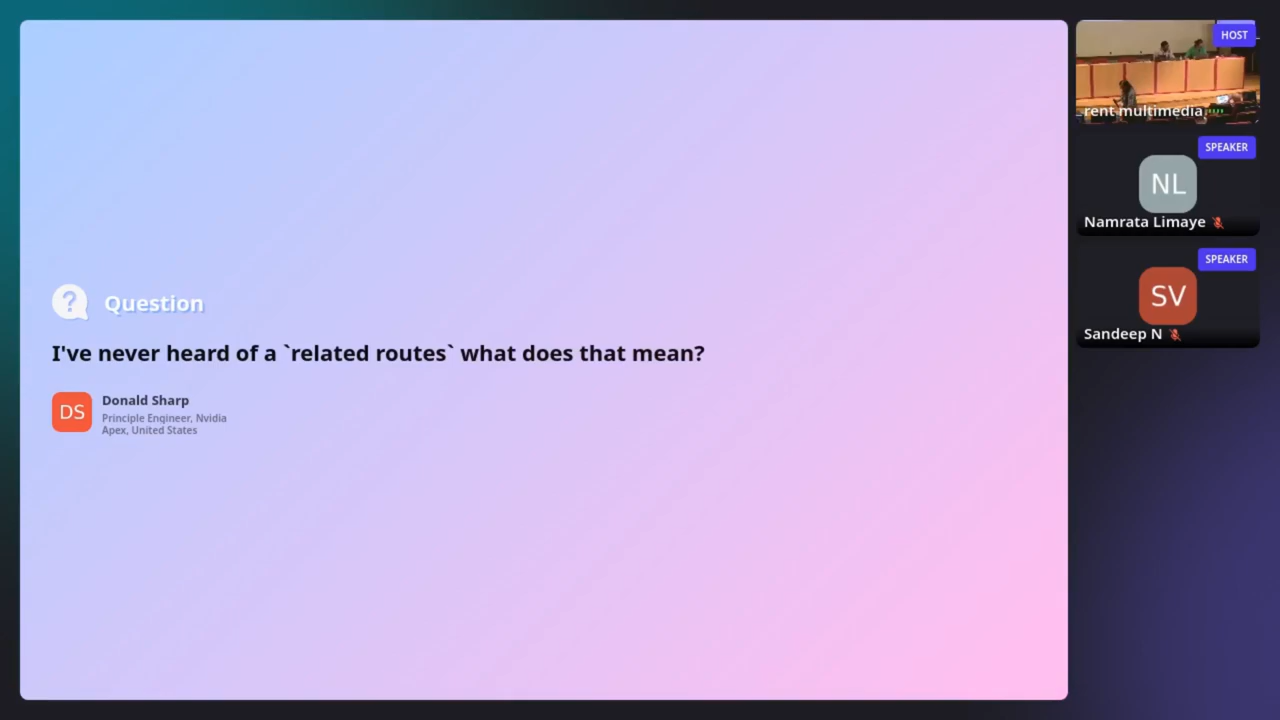 Question
I've never heard of a `related routes` what does that mean?
DS
Donald Sharp
Principle Engineer, Nvidia
Apex, United States
HOST
rent multimedia
SPEAKER
NL
Namrata Limaye
SPEAKER
SV
Sandeep N